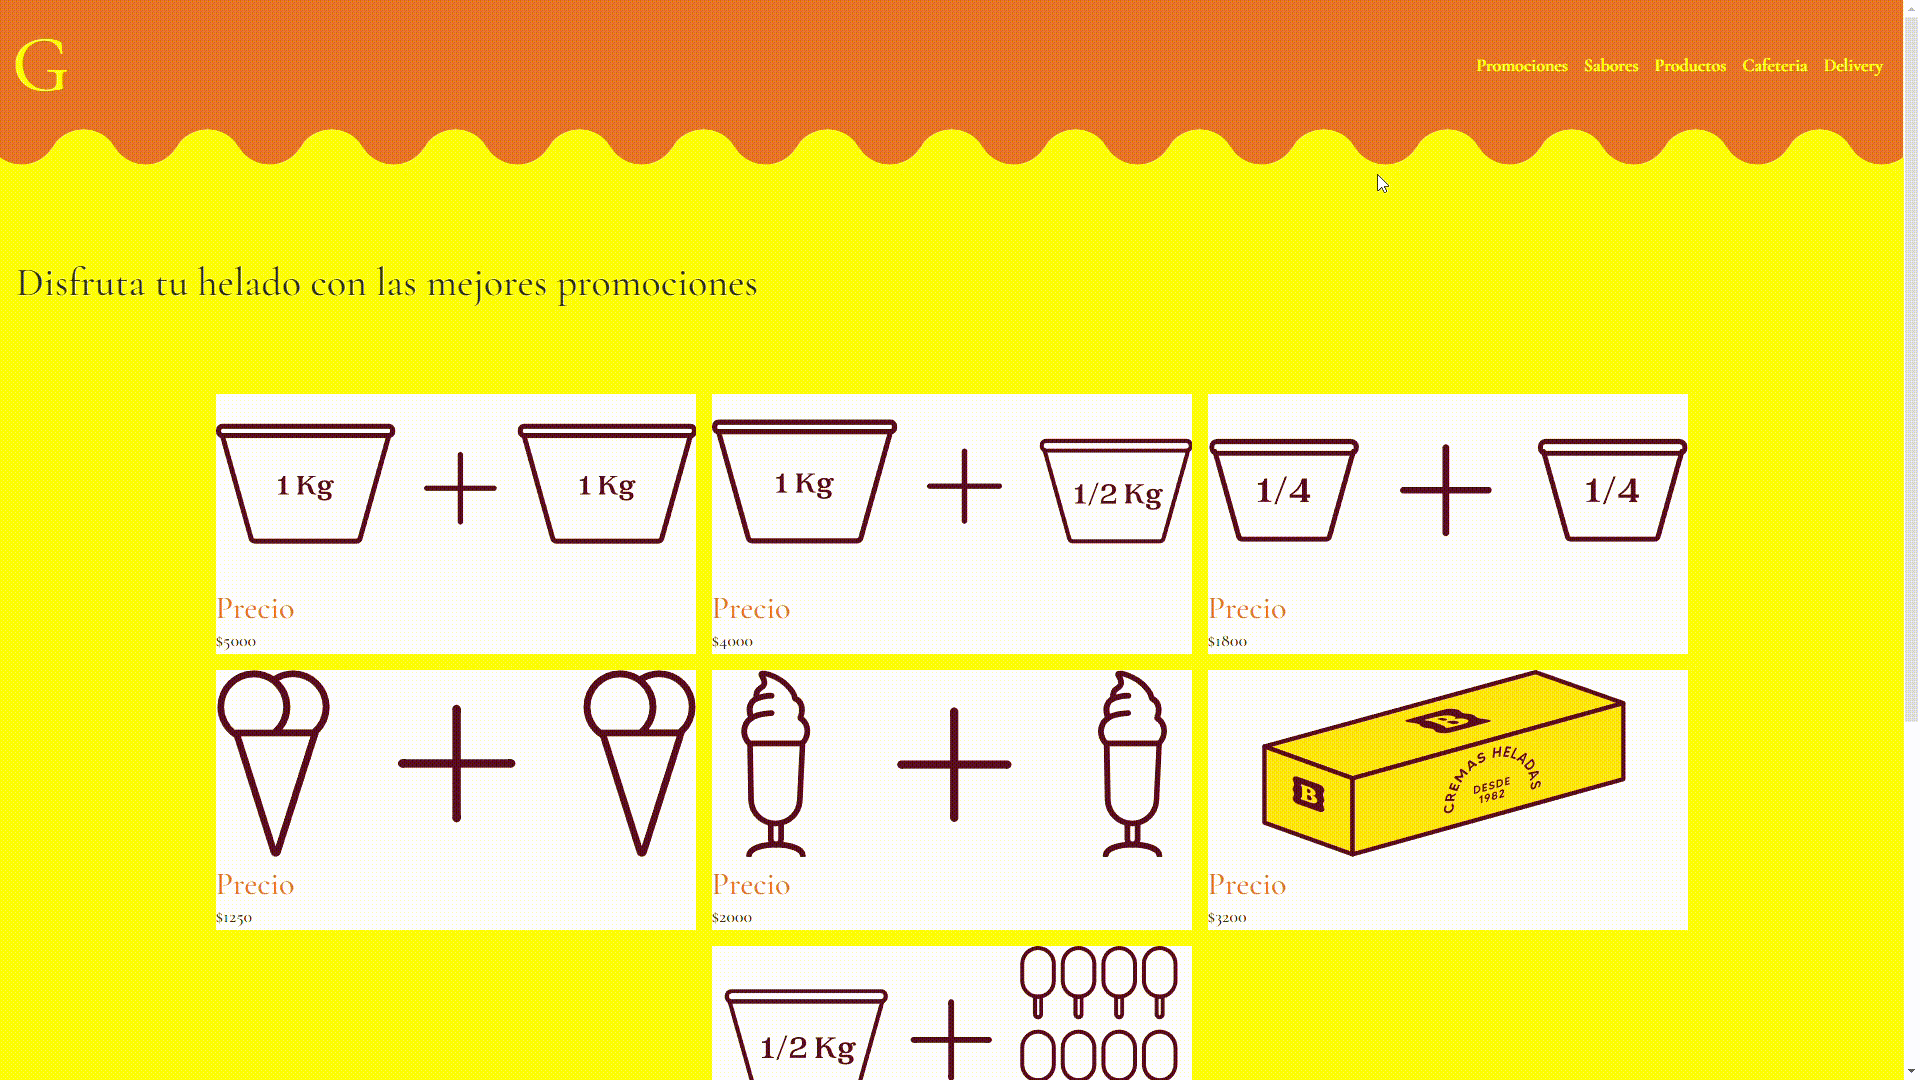 G
Promociones Sabores Productos Cafeteria Delivery
Disfruta tu helado con las mejores promociones
1 Kg 1 Kg
Precio
$5000
1 Kg 1/2 Kg
Precio
$4000
1/4 1/4
Precio
$1800
Precio
$1250
Precio
$2000
B
B
CREMAS HELADAS
DESDE
1982
Precio
$3200
1/2 Kg